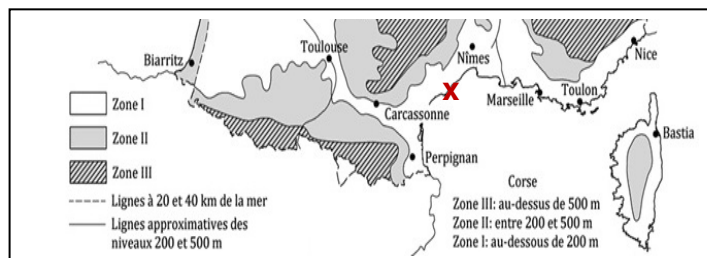 Biarritz
Toulouse
Nîmes
Nice
Zone I
Carcassonne
Marseille
Toulon
Zone II
Bastia
Zone III
Perpignan
Lignes à 20 et 40 km de la mer
Lignes approximatives des
niveaux 200 et 500 m
Corse
Zone III: au-dessus de 500 m
Zone II: entre 200 et 500 m
Zone I: au-dessous de 200 m
X